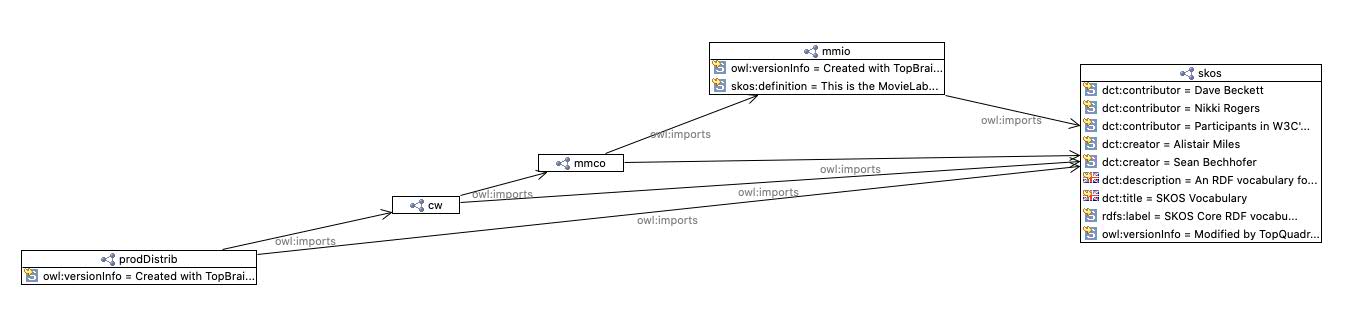 mmio
owl:versionInfo = Created with TopBrai...
skos:definition = This is the MovieLab...
skos
dct:contributor = Dave Beckett
dct:contributor = Nikki Rogers
dct:contributor = Participants in W3C'...
dct:creator = Alistair Miles
dct:creator = Sean Bechhofer
dct:description = An RDF vocabulary fo...
dct:title = SKOS Vocabulary
rdfs:label = SKOS Core RDF vocabu...
owl:versionInfo = Modified by TopQuadr...
owl:imports
owl:imports
mmco
owl:imports
owl:imports
owl:imports
cw
owl:imports
owl:imports
prodDistrib
owl:versionInfo = Created with TopBrai...